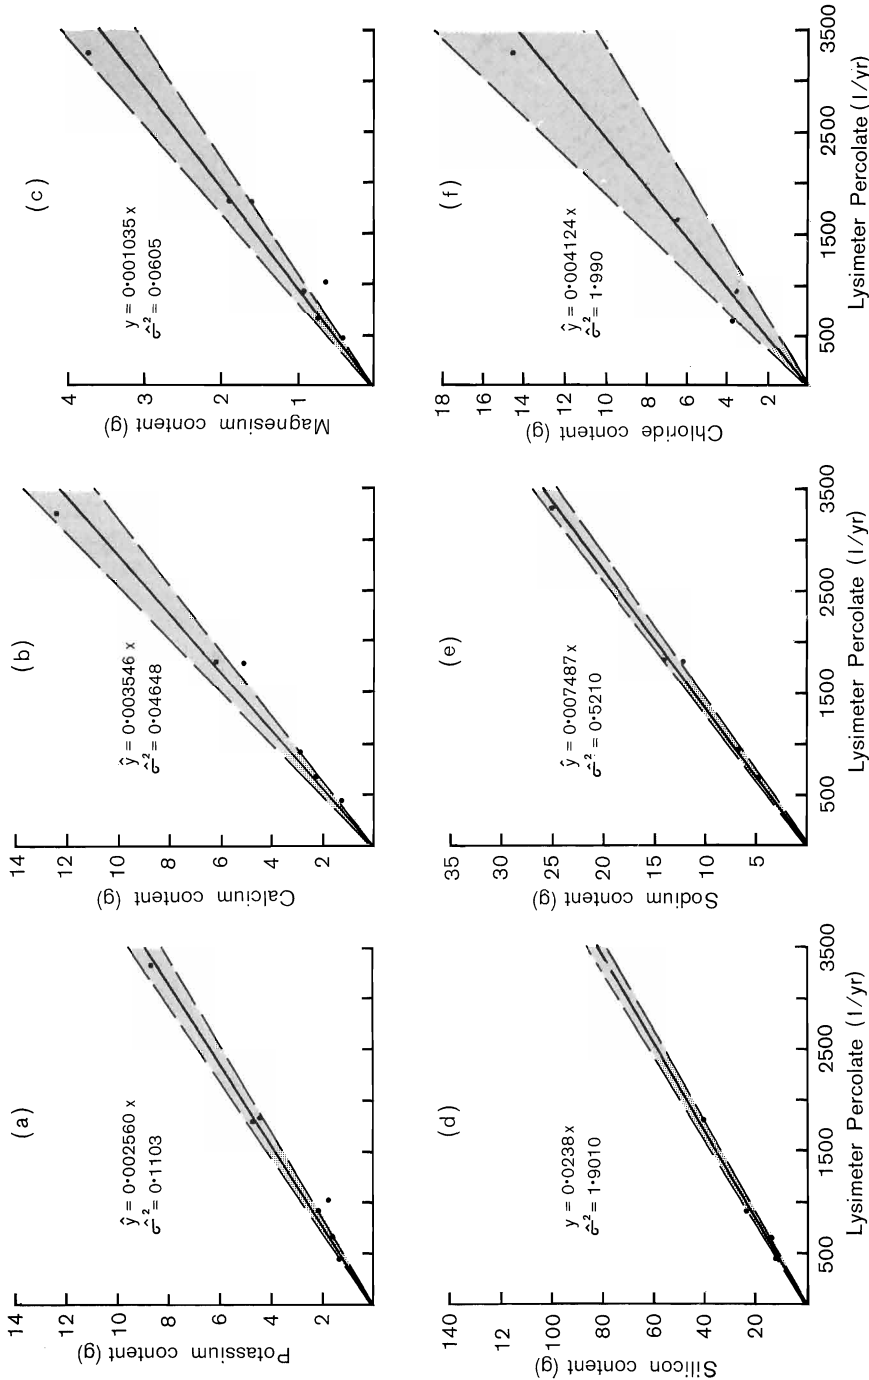 (a)
14
12
10
8
6
4
2
Potassium content (g)
ŷ = 0·002560 x
σ̂² = 0·1103
(b)
14
12
10
8
6
4
2
Calcium content (g)
ŷ = 0·003546 x
σ̂² = 0·04648
(c)
4
3
2
1
Magnesium content (g)
y = 0·001035 x
σ̂² = 0·0605
(d)
140
120
100
80
60
40
20
Silicon content (g)
y = 0·0238x
σ̂² = 1·9010
500
1500
2500
3500
Lysimeter Percolate (l/yr)
(e)
35
30
25
20
15
10
5
Sodium content (g)
ŷ = 0·007487x
σ̂² = 0·5210
500
1500
2500
3500
Lysimeter Percolate (l/yr)
(f)
18
16
14
12
10
8
6
4
2
Chloride content (g)
ŷ = 0·004124x
σ̂² = 1·990
500
1500
2500
3500
Lysimeter Percolate (l/yr)